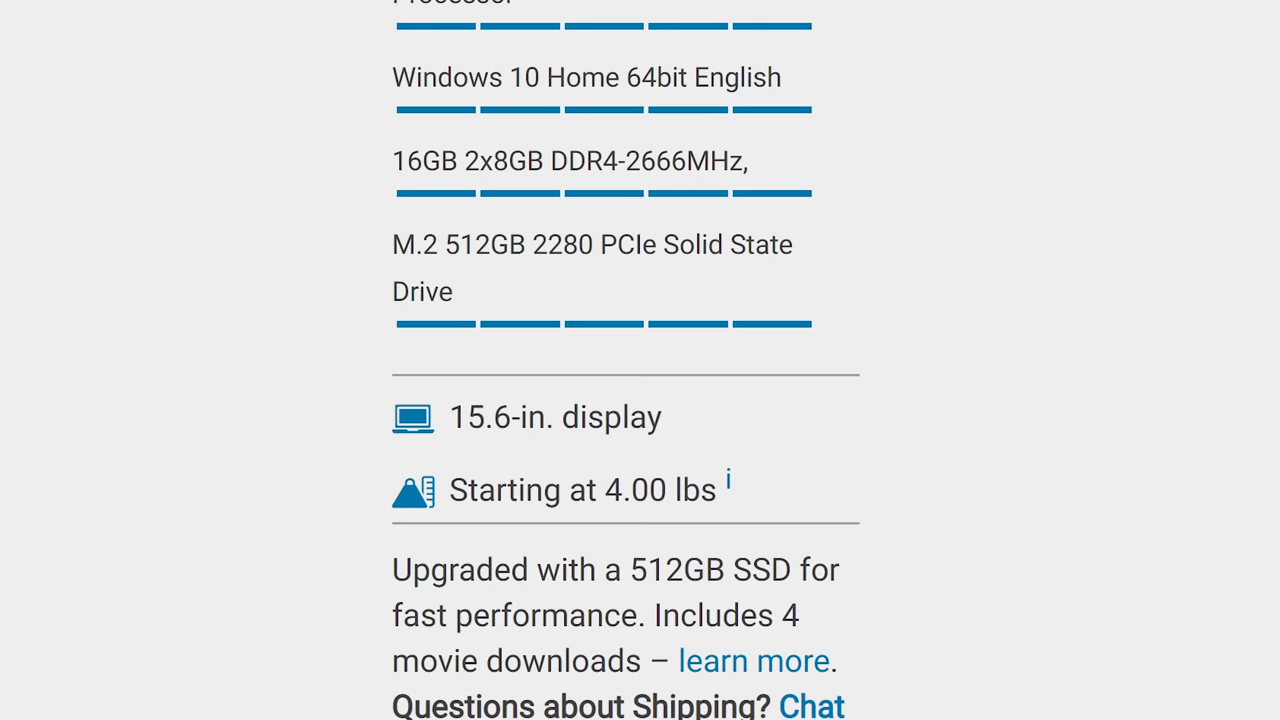 Processor
Windows 10 Home 64bit English
16GB 2x8GB DDR4-2666MHz,
M.2 512GB 2280 PCIe Solid State
Drive
15.6-in. display
Starting at 4.00 lbs i
Upgraded with a 512GB SSD for
fast performance. Includes 4
movie downloads – learn more.
Questions about Shipping? Chat